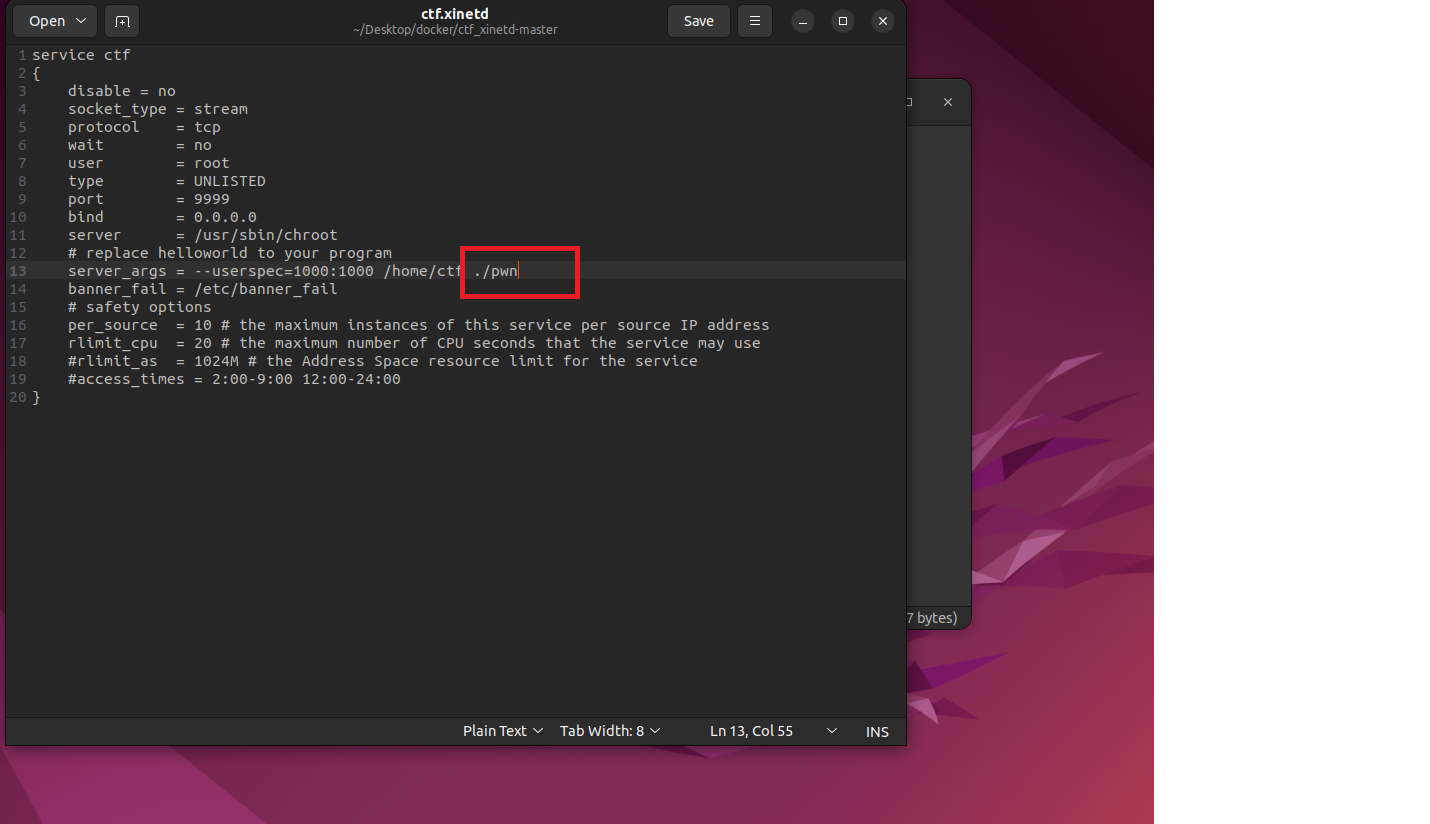 Open
ctf.xinetd
~/Desktop/docker/ctf_xinetd-master
Save
1 service ctf
2 {
3     disable = no
4     socket_type = stream
5     protocol    = tcp
6     wait        = no
7     user        = root
8     type        = UNLISTED
9     port        = 9999
10     bind        = 0.0.0.0
11     server      = /usr/sbin/chroot
12     # replace helloworld to your program
13     server_args = --userspec=1000:1000 /home/ctf ./pwn
14     banner_fail = /etc/banner_fail
15     # safety options
16     per_source  = 10 # the maximum instances of this service per source IP address
17     rlimit_cpu  = 20 # the maximum number of CPU seconds that the service may use
18     #rlimit_as  = 1024M # the Address Space resource limit for the service
19     #access_times = 2:00-9:00 12:00-24:00
20 }
7 bytes)
Plain Text Tab Width: 8 Ln 13, Col 55 INS